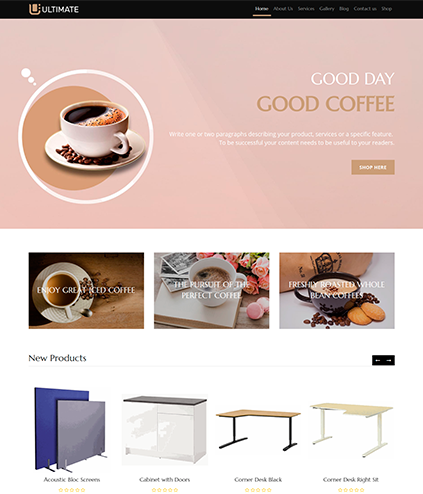 ULTIMATE
Home About Us Services Gallery Blog Contact us Shop
GOOD DAY
GOOD COFFEE
Write one or two paragraphs describing your product, services or a specific feature.
To be successful your content needs to be useful to your readers.
SHOP HERE
ENJOY GREAT ICED COFFEE
THE PURSUIT OF THE
PERFECT COFFEE
FRESHLY ROASTED WHOLE
BEAN COFFEES
New Products
Acoustic Bloc Screens
Cabinet with Doors
Corner Desk Black
Corner Desk Right Sit